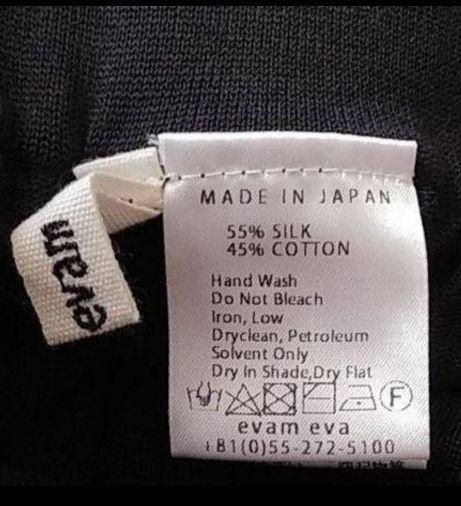 evam
MADE IN JAPAN
55% SILK
45% COTTON
Hand Wash
Do Not Bleach
Iron, Low
Dryclean, Petroleum
Solvent Only
Dry In Shade,Dry Flat
F
evam eva
+81(0)55-272-5100